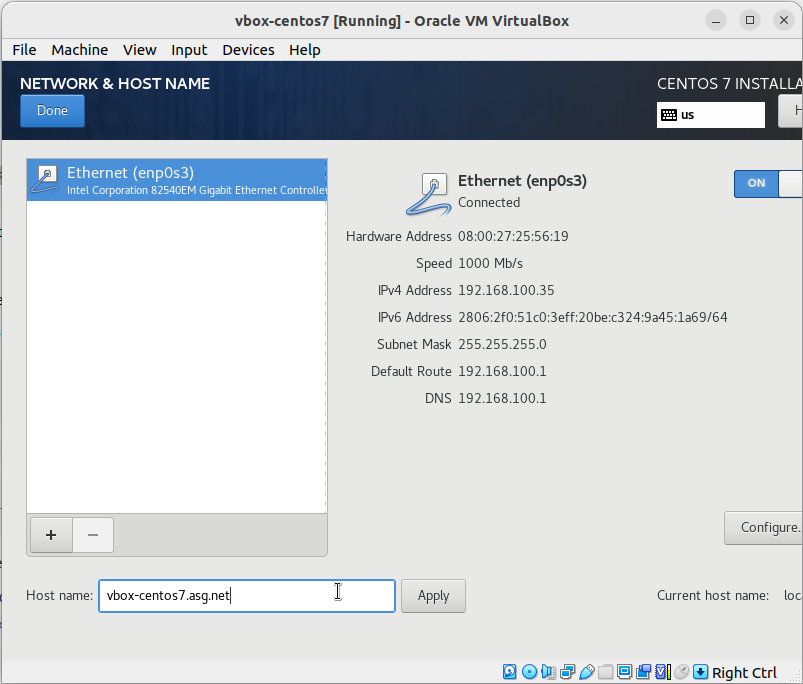 vbox-centos7 [Running] - Oracle VM VirtualBox
File Machine View Input Devices Help
NETWORK & HOST NAME
CENTOS 7 INSTALLA
Done
us
H
Ethernet (enp0s3)
Intel Corporation 82540EM Gigabit Ethernet Controller
Ethernet (enp0s3)
Connected
ON
Hardware Address 08:00:27:25:56:19
Speed 1000 Mb/s
IPv4 Address 192.168.100.35
IPv6 Address 2806:2f0:51c0:3eff:20be:c324:9a45:1a69/64
Subnet Mask 255.255.255.0
Default Route 192.168.100.1
DNS 192.168.100.1
+ −
Configure.
Host name: vbox-centos7.asg.net Apply Current host name: loc
Right Ctrl